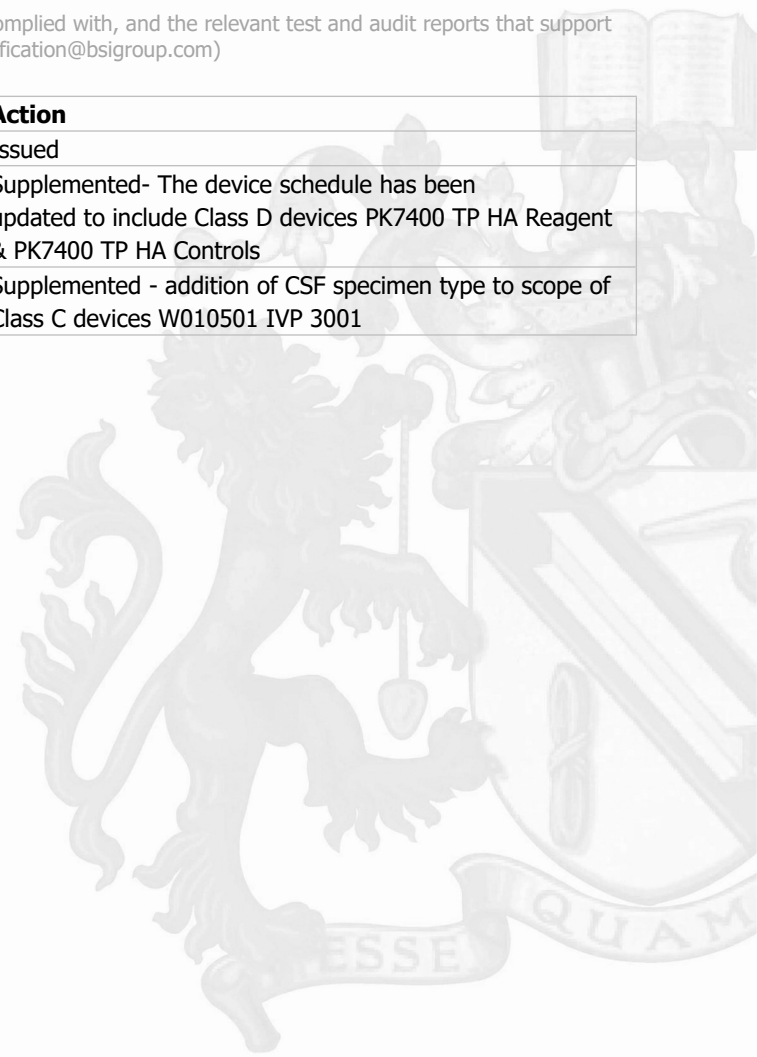 omplied with, and the relevant test and audit reports that support
fication@bsigroup.com)
Action
Issued
Supplemented- The device schedule has been
updated to include Class D devices PK7400 TP HA Reagent
& PK7400 TP HA Controls
Supplemented - addition of CSF specimen type to scope of
Class C devices W010501 IVP 3001
ESSE QUAM